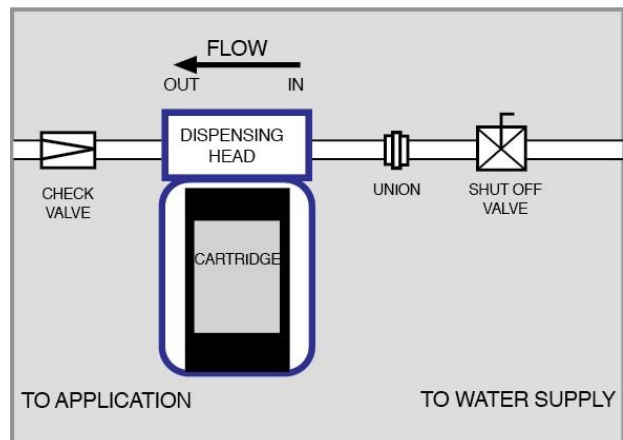 FLOW
OUT IN
DISPENSING
HEAD
CHECK
VALVE
UNION
SHUT OFF
VALVE
CARTRIDGE
TO APPLICATION
TO WATER SUPPLY